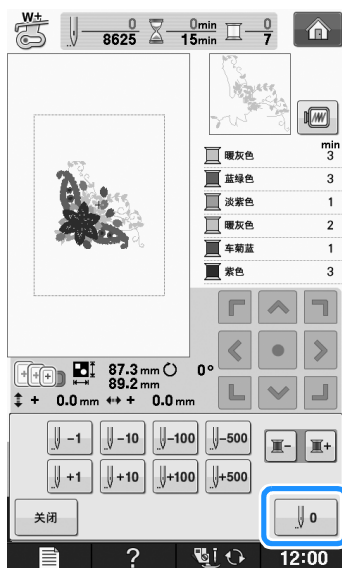 W±
0 0min 0
8625 15min 7
min
暖灰色 3
蓝绿色 3
淡紫色 1
暖灰色 2
车菊蓝 1
紫色 3
87.3 mm 0°
89.2 mm
+ 0.0 mm + 0.0 mm
-1 -10 -100 -500
+1 +10 +100 +500
- +
关闭 0
? 12:00